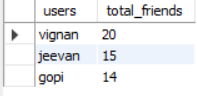 users total_friends
vignan 20
jeevan 15
gopi 14